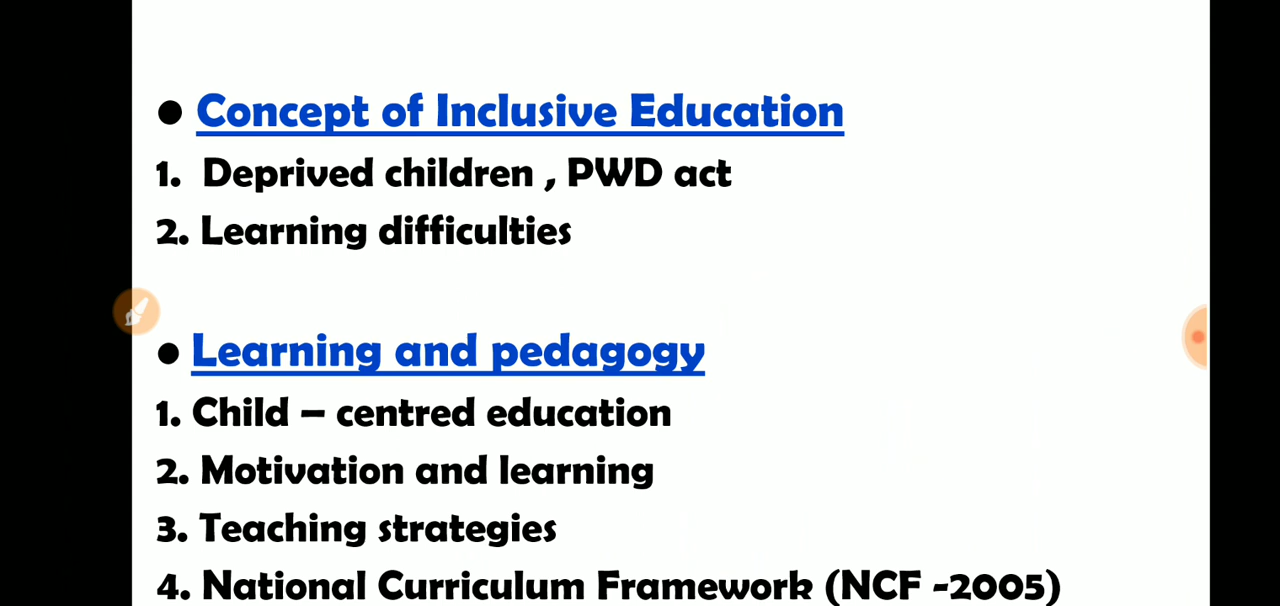 ● Concept of Inclusive Education
1. Deprived children , PWD act
2. Learning difficulties
● Learning and pedagogy
1. Child – centred education
2. Motivation and learning
3. Teaching strategies
4. National Curriculum Framework (NCF -2005)